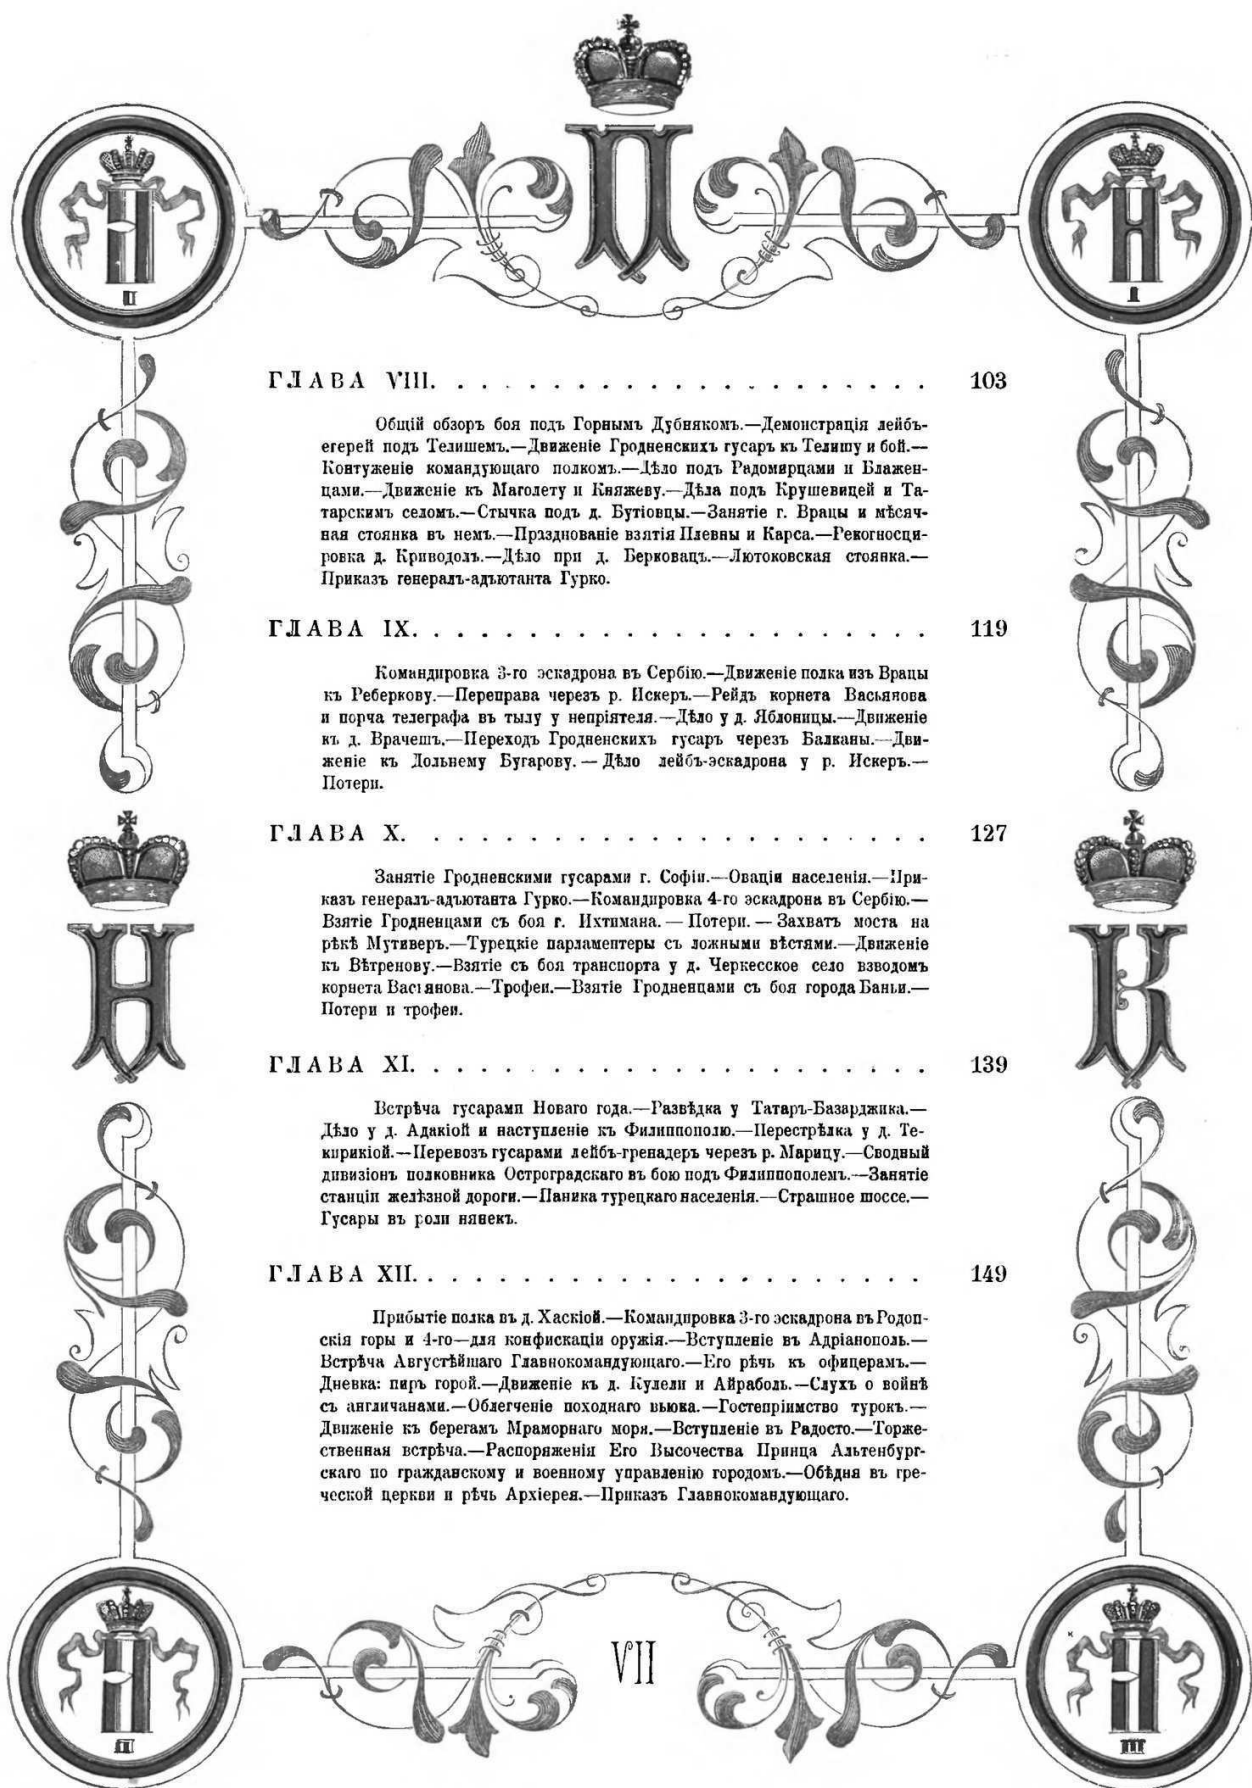 П
ГЛАВА VIII. . . . . . . . . . . . . . . . . . . . . 103
Общій обзоръ боя подъ Горнымъ Дубнякомъ.—Демонстрація лейбъ-
егерей подъ Телишемъ.—Движеніе Гродненскихъ гусаръ къ Телишу и бой.—
Контуженіе командующаго полкомъ.—Дѣло подъ Радомирцами и Блажен-
цами.—Движеніе къ Маголету и Княжеву.—Дѣла подъ Крушевицей и Та-
тарскимъ селомъ.—Стычка подъ д. Бутіовцы.—Занятіе г. Врацы и мѣсяч-
ная стоянка въ немъ.—Празднованіе взятія Плевны и Карса.—Рекогносци-
ровка д. Криводолъ.—Дѣло при д. Берковацъ.—Лютоковская стоянка.—
Приказъ генералъ-адъютанта Гурко.
ГЛАВА IX. . . . . . . . . . . . . . . . . . . . . . 119
Командировка 3-го эскадрона въ Сербію.—Движеніе полка изъ Врацы
къ Реберкову.—Переправа черезъ р. Искеръ.—Рейдъ корнета Васьянова
и порча телеграфа въ тылу у непріятеля.—Дѣло у д. Яблоницы.—Движеніе
къ д. Врачешъ.—Переходъ Гродненскихъ гусаръ черезъ Балканы.—Дви-
женіе къ Дольнему Бугарову.—Дѣло лейбъ-эскадрона у р. Искеръ.—
Потери.
ГЛАВА X. . . . . . . . . . . . . . . . . . . . . . 127
Занятіе Гродненскими гусарами г. Софіи.—Оваціи населенія.—При-
казъ генералъ-адъютанта Гурко.—Командировка 4-го эскадрона въ Сербію.—
Взятіе Гродненцами съ боя г. Ихтимана.—Потери.—Захватъ моста на
рѣкѣ Мутиверъ.—Турецкіе парламентеры съ ложными вѣстями.—Движеніе
къ Вѣтренову.—Взятіе съ боя транспорта у д. Черкесское село взводомъ
корнета Васьянова.—Трофеи.—Взятіе Гродненцами съ боя города Баньи.—
Потери и трофеи.
Н
К
ГЛАВА XI. . . . . . . . . . . . . . . . . . . . . . 139
Встрѣча гусарами Новаго года.—Развѣдка у Татаръ-Базарджика.—
Дѣло у д. Адакіой и наступленіе къ Филиппополю.—Перестрѣлка у д. Те-
кирикіой.—Перевозъ гусарами лейбъ-гренадеръ черезъ р. Марицу.—Сводный
дивизіонъ полковника Остроградскаго въ бою подъ Филиппополемъ.—Занятіе
станціи желѣзной дороги.—Паника турецкаго населенія.—Страшное шоссе.—
Гусары въ роли нянекъ.
ГЛАВА XII. . . . . . . . . . . . . . . . . . . . . . 149
Прибытіе полка въ д. Хаскіой.—Командировка 3-го эскадрона въ Родоп-
скія горы и 4-го—для конфискаціи оружія.—Вступленіе въ Адріанополь.—
Встрѣча Августѣйшаго Главнокомандующаго.—Его рѣчь къ офицерамъ.—
Дневка: пиръ горой.—Движеніе къ д. Кулели и Айраболь.—Слухъ о войнѣ
съ англичанами.—Облегченіе походнаго вьюка.—Гостепріимство турокъ.—
Движеніе къ берегамъ Мраморнаго моря.—Вступленіе въ Радосто.—Торже-
ственная встрѣча.—Распоряженія Его Высочества Принца Альтенбург-
скаго по гражданскому и военному управленію городомъ.—Обѣдня въ гре-
ческой церкви и рѣчь Архіерея.—Приказъ Главнокомандующаго.
VII